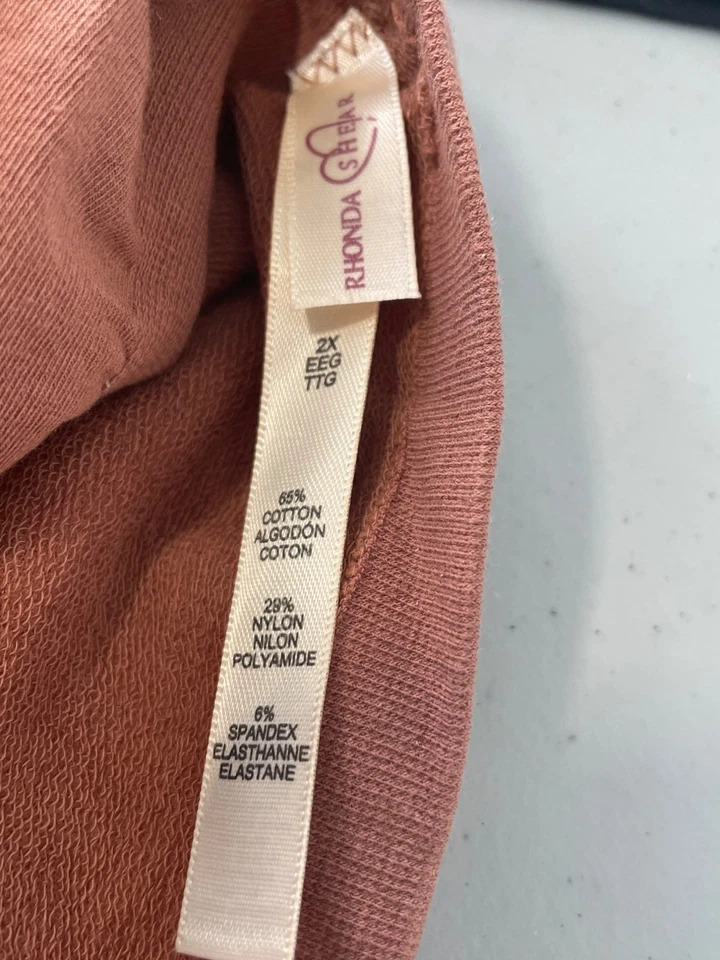 RHONDA SHEAR
2X
EEG
TTG
65%
COTTON
ALGODÓN
COTON
29%
NYLON
NILON
POLYAMIDE
6%
SPANDEX
ELASTHANNE
ELASTANE